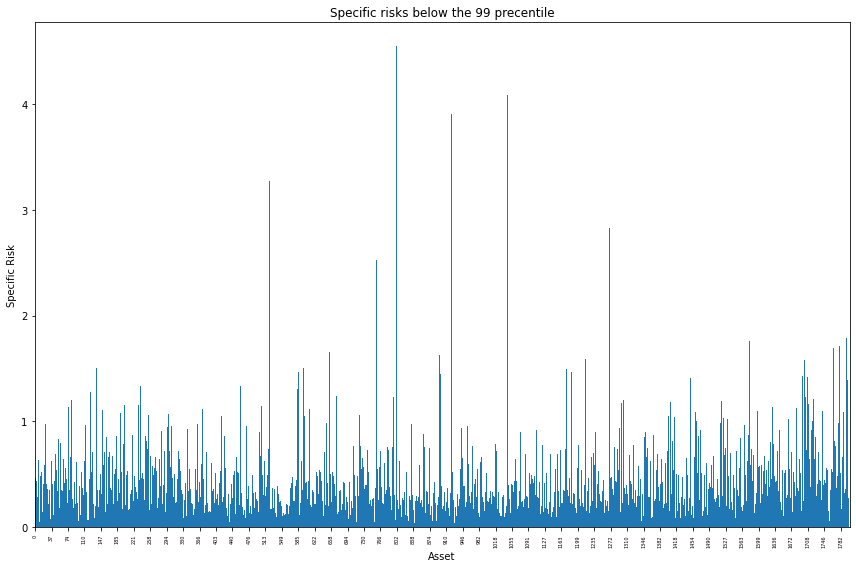 Specific risks below the 99 precentile
4
3
2
1
0
Specific Risk
0 37 74 110 147 185 221 258 294 330 366 403 440 476 513 549 585 622 658 694 730 766 802 838 874 910 946 982 1018 1055 1091 1127 1163 1199 1235 1272 1310 1346 1382 1418 1454 1490 1527 1563 1599 1636 1672 1708 1746 1782
Asset